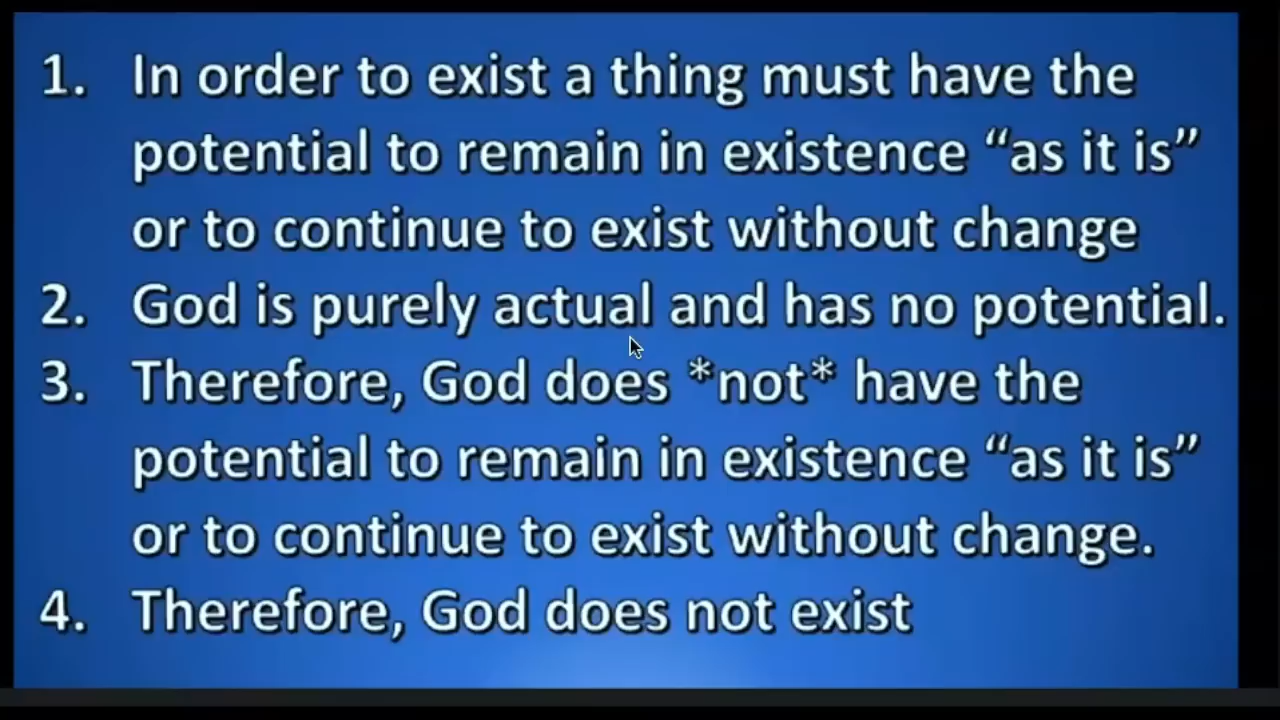 1. In order to exist a thing must have the
potential to remain in existence “as it is”
or to continue to exist without change
2. God is purely actual and has no potential.
3. Therefore, God does *not* have the
potential to remain in existence “as it is”
or to continue to exist without change.
4. Therefore, God does not exist